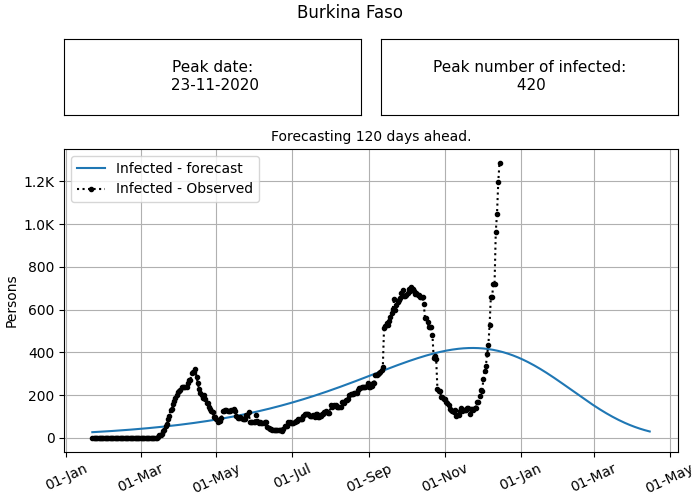 Burkina Faso
Peak date:
23-11-2020
Peak number of infected:
420
Forecasting 120 days ahead.
Infected - forecast
Infected - Observed
Persons
1.2K
1.0K
800
600
400
200
0
01-Jan
01-Mar
01-May
01-Jul
01-Sep
01-Nov
01-Jan
01-Mar
01-May